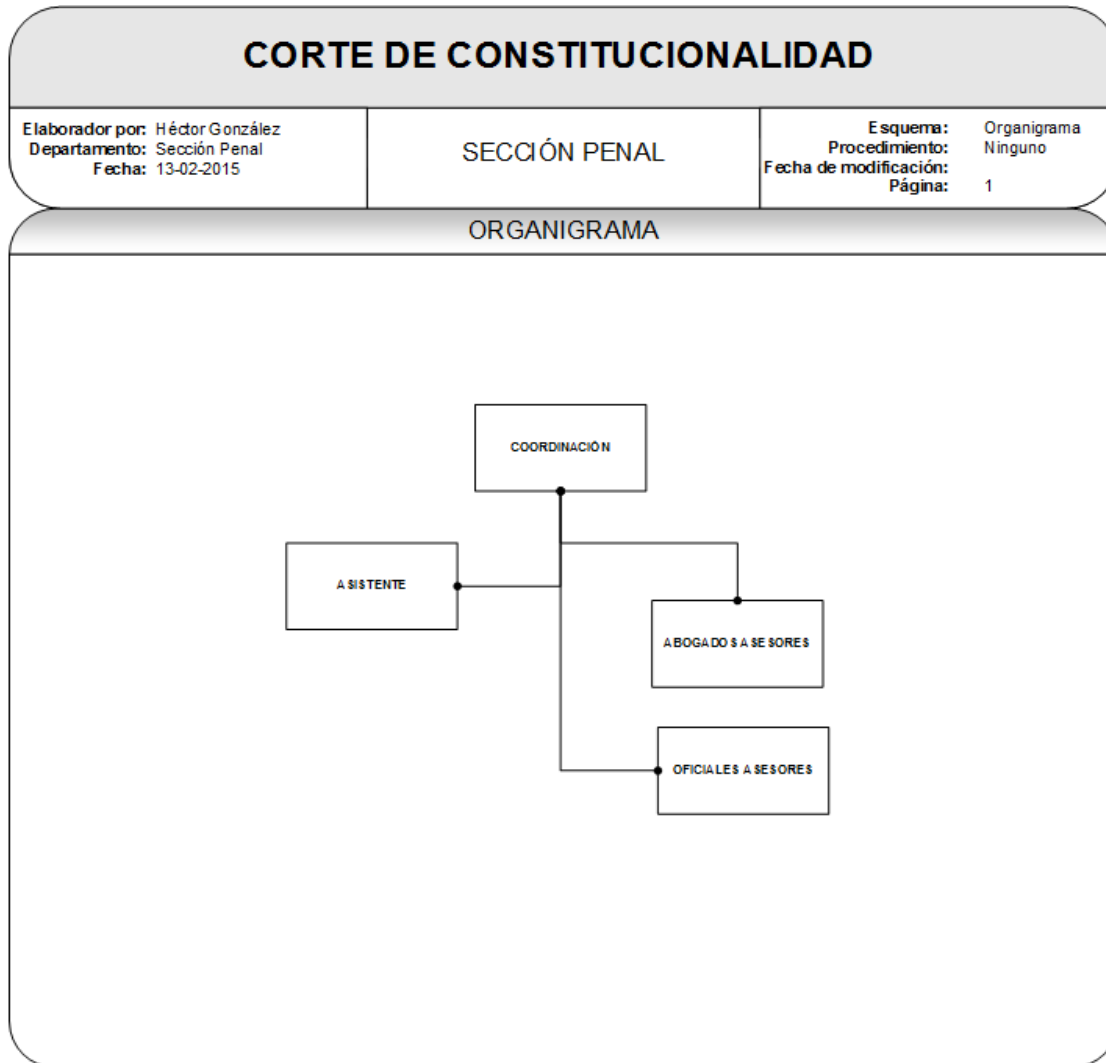 CORTE DE CONSTITUCIONALIDAD
Elaborador por: Héctor González
Departamento: Sección Penal
Fecha: 13-02-2015
SECCIÓN PENAL
Esquema: Organigrama
Procedimiento: Ninguno
Fecha de modificación:
Página: 1
ORGANIGRAMA
COORDINACIÓN
ASISTENTE
ABOGADOS ASESORES
OFICIALES ASESORES